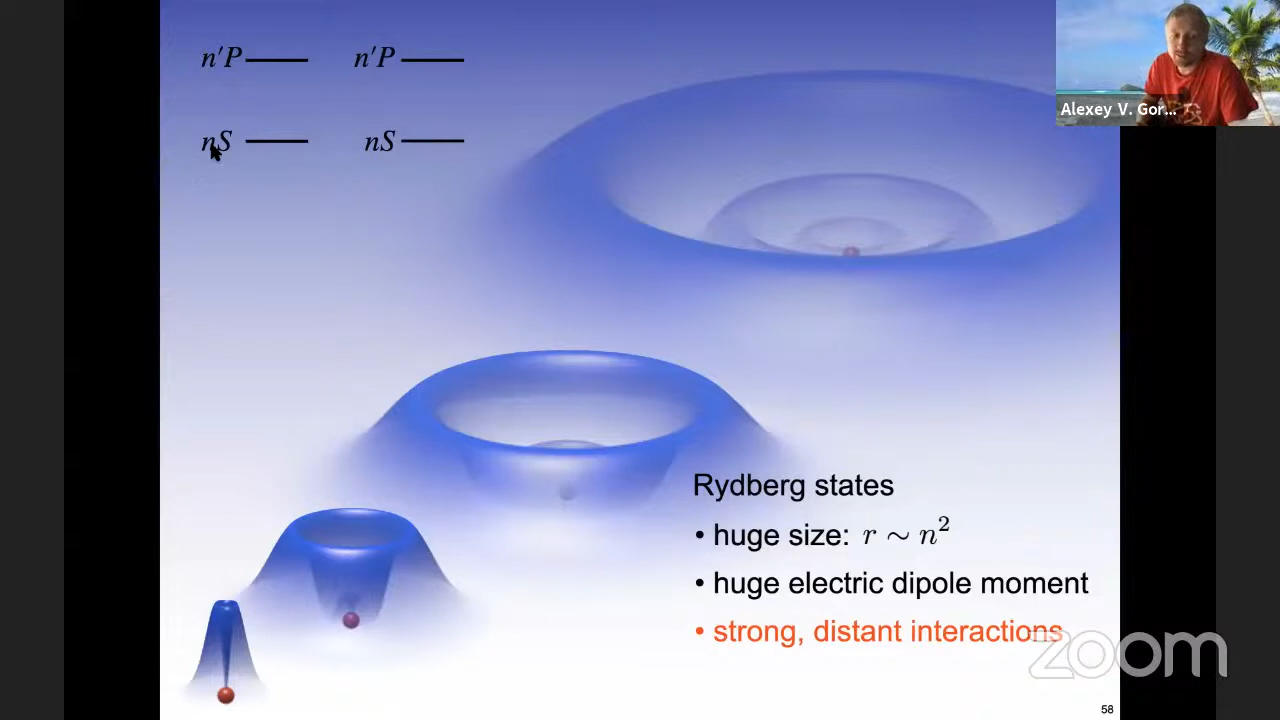 n′P n′P
nS nS
Alexey V. Gor...
Rydberg states
• huge size: r ∼ n²
• huge electric dipole moment
• strong, distant interactions
zoom
58